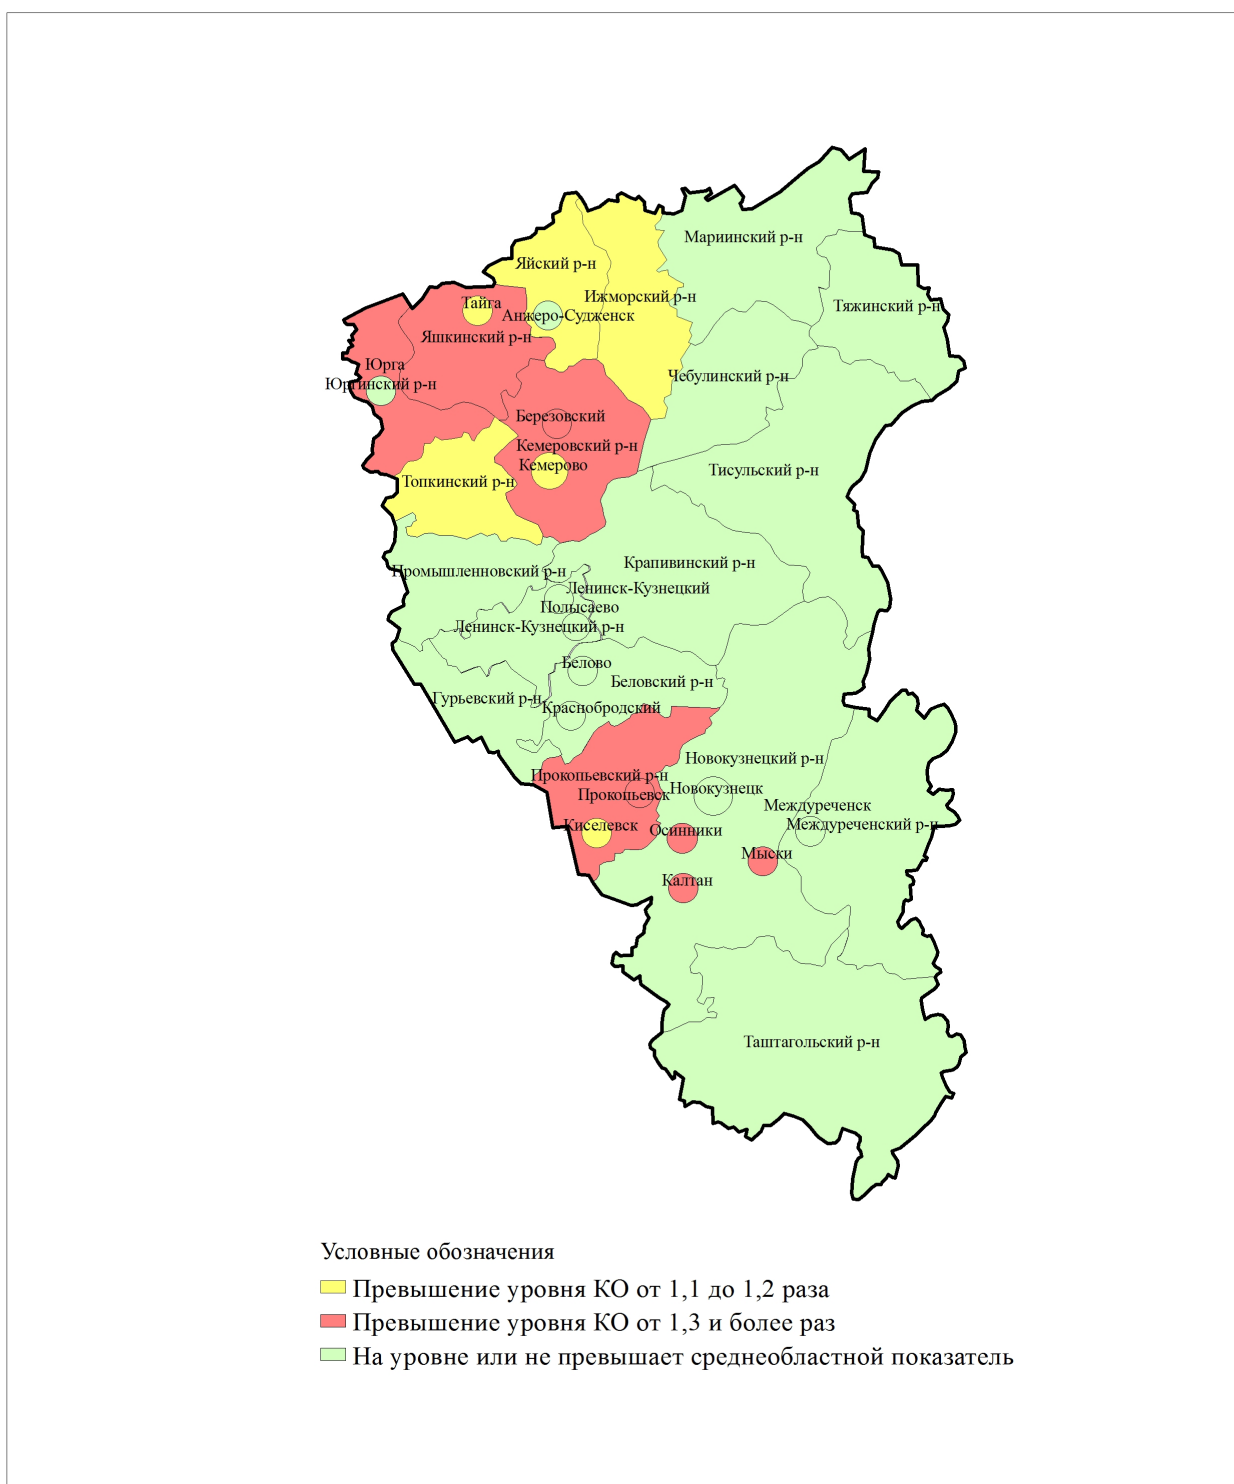 Мариинский р-н
Яйский р-н
Ижморский р-н
Тяжинский р-н
Тайга
Анжеро-Судженск
Яшкинский р-н
Юрга
Юргинский р-н
Чебулинский р-н
Березовский
Кемеровский р-н
Кемерово
Тисульский р-н
Топкинский р-н
Крапивинский р-н
Промышленновский р-н
Ленинск-Кузнецкий
Полысаево
Ленинск-Кузнецкий р-н
Белово
Беловский р-н
Гурьевский р-н
Краснобродский
Новокузнецкий р-н
Прокопьевский р-н
Новокузнецк
Прокопьевск
Междуреченск
Междуреченский р-н
Киселевск
Осинники
Мыски
Калтан
Таштагольский р-н
Условные обозначения
Превышение уровня КО от 1,1 до 1,2 раза
Превышение уровня КО от 1,3 и более раз
На уровне или не превышает среднеобластной показатель